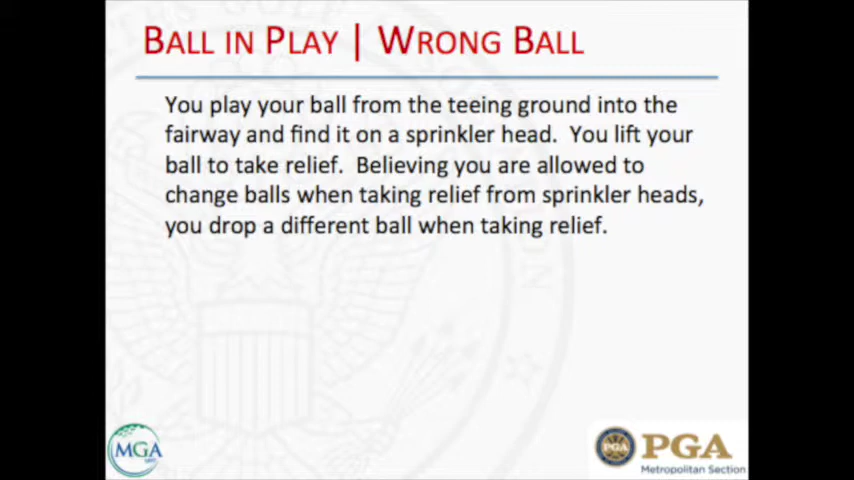 BALL IN PLAY | WRONG BALL
You play your ball from the teeing ground into the
fairway and find it on a sprinkler head. You lift your
ball to take relief. Believing you are allowed to
change balls when taking relief from sprinkler heads,
you drop a different ball when taking relief.
MGA
PGA
PGA
Metropolitan Section